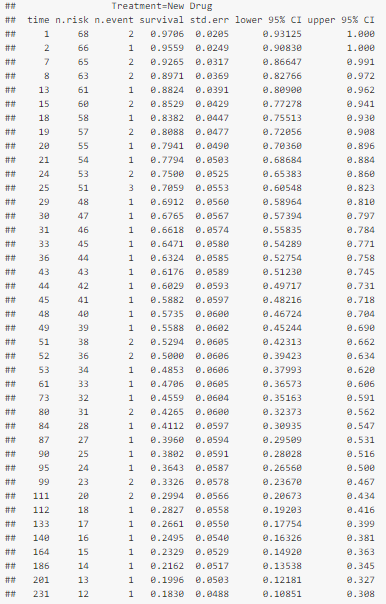 ##                 Treatment=New Drug
##  time n.risk n.event survival std.err lower 95% CI upper 95% CI
##     1     68       2   0.9706  0.0205      0.93125        1.000
##     2     66       1   0.9559  0.0249      0.90830        1.000
##     7     65       2   0.9265  0.0317      0.86647        0.991
##     8     63       2   0.8971  0.0369      0.82766        0.972
##    13     61       1   0.8824  0.0391      0.80900        0.962
##    15     60       2   0.8529  0.0429      0.77278        0.941
##    18     58       1   0.8382  0.0447      0.75513        0.930
##    19     57       2   0.8088  0.0477      0.72056        0.908
##    20     55       1   0.7941  0.0490      0.70360        0.896
##    21     54       1   0.7794  0.0503      0.68684        0.884
##    24     53       2   0.7500  0.0525      0.65383        0.860
##    25     51       3   0.7059  0.0553      0.60548        0.823
##    29     48       1   0.6912  0.0560      0.58964        0.810
##    30     47       1   0.6765  0.0567      0.57394        0.797
##    31     46       1   0.6618  0.0574      0.55835        0.784
##    33     45       1   0.6471  0.0580      0.54289        0.771
##    36     44       1   0.6324  0.0585      0.52754        0.758
##    43     43       1   0.6176  0.0589      0.51230        0.745
##    44     42       1   0.6029  0.0593      0.49717        0.731
##    45     41       1   0.5882  0.0597      0.48216        0.718
##    48     40       1   0.5735  0.0600      0.46724        0.704
##    49     39       1   0.5588  0.0602      0.45244        0.690
##    51     38       2   0.5294  0.0605      0.42313        0.662
##    52     36       2   0.5000  0.0606      0.39423        0.634
##    53     34       1   0.4853  0.0606      0.37993        0.620
##    61     33       1   0.4706  0.0605      0.36573        0.606
##    73     32       1   0.4559  0.0604      0.35163        0.591
##    80     31       2   0.4265  0.0600      0.32373        0.562
##    84     28       1   0.4112  0.0597      0.30935        0.547
##    87     27       1   0.3960  0.0594      0.29509        0.531
##    90     25       1   0.3802  0.0591      0.28028        0.516
##    95     24       1   0.3643  0.0587      0.26560        0.500
##    99     23       2   0.3326  0.0578      0.23670        0.467
##   111     20       2   0.2994  0.0566      0.20673        0.434
##   112     18       1   0.2827  0.0558      0.19203        0.416
##   133     17       1   0.2661  0.0550      0.17754        0.399
##   140     16       1   0.2495  0.0540      0.16326        0.381
##   164     15       1   0.2329  0.0529      0.14920        0.363
##   186     14       1   0.2162  0.0517      0.13538        0.345
##   201     13       1   0.1996  0.0503      0.12181        0.327
##   231     12       1   0.1830  0.0488      0.10851        0.308